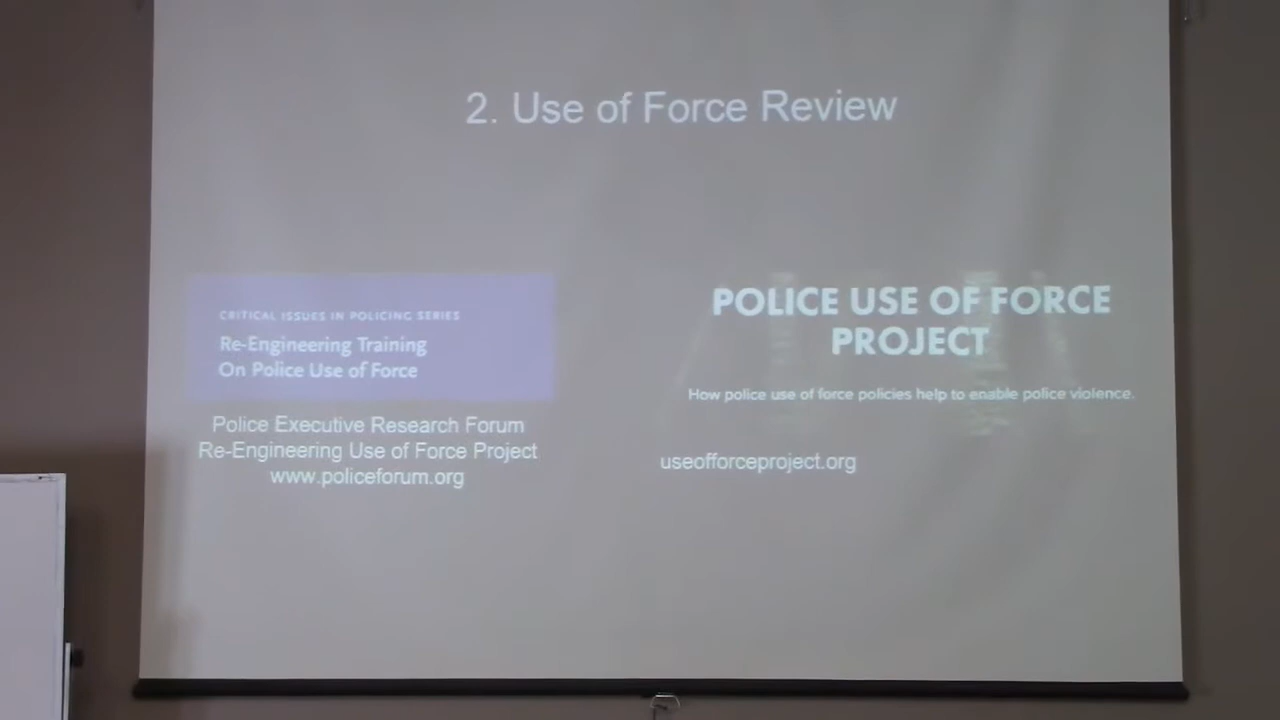 2. Use of Force Review
CRITICAL ISSUES IN POLICING SERIES
Re-Engineering Training
On Police Use of Force
Police Executive Research Forum
Re-Engineering Use of Force Project
www.policeforum.org
POLICE USE OF FORCE
PROJECT
How police use of force policies help to enable police violence.
useofforceproject.org